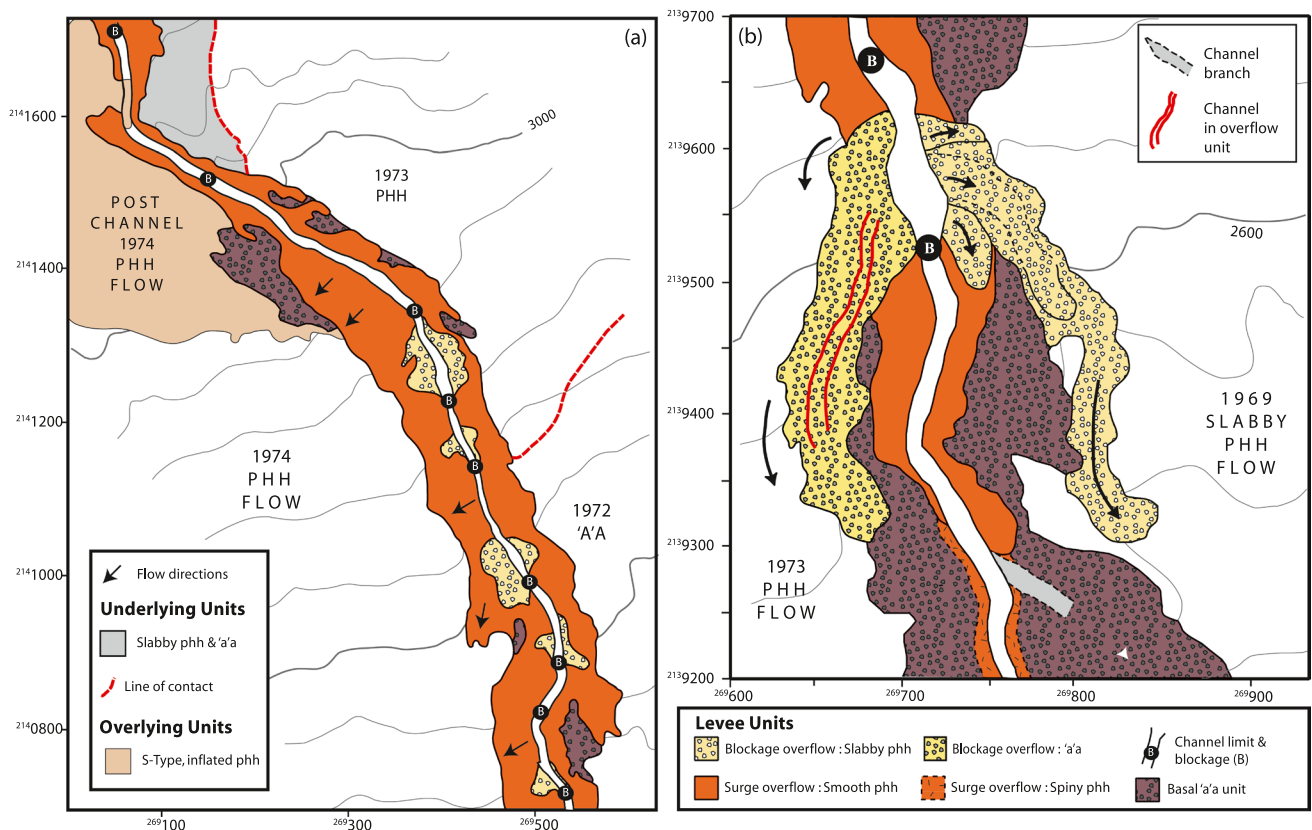 (a)
B
²¹⁴1600
3000
B
1973
PHH
POST
CHANNEL
1974
PHH
FLOW
²¹⁴1400
B
B
²¹⁴1200
B
1974
PHH
FLOW
1972
'A'A
²¹⁴1000
B
B
B
²¹⁴0800
B
Flow directions
Underlying Units
Slabby phh & 'a'a
Line of contact
Overlying Units
S-Type, inflated phh
²⁶⁹100
²⁶⁹300
²⁶⁹500
²¹³9700
(b)
B
Channel
branch
Channel
in overflow
unit
²¹³9600
2600
B
²¹³9500
²¹³9400
1969
SLABBY
PHH
FLOW
²¹³9300
1973
PHH
FLOW
²¹³9200
²⁶⁹600
²⁶⁹700
²⁶⁹800
²⁶⁹900
Levee Units
Blockage overflow : Slabby phh
Blockage overflow : 'a'a
B
Channel limit &
blockage (B)
Surge overflow : Smooth phh
Surge overflow : Spiny phh
Basal 'a'a unit